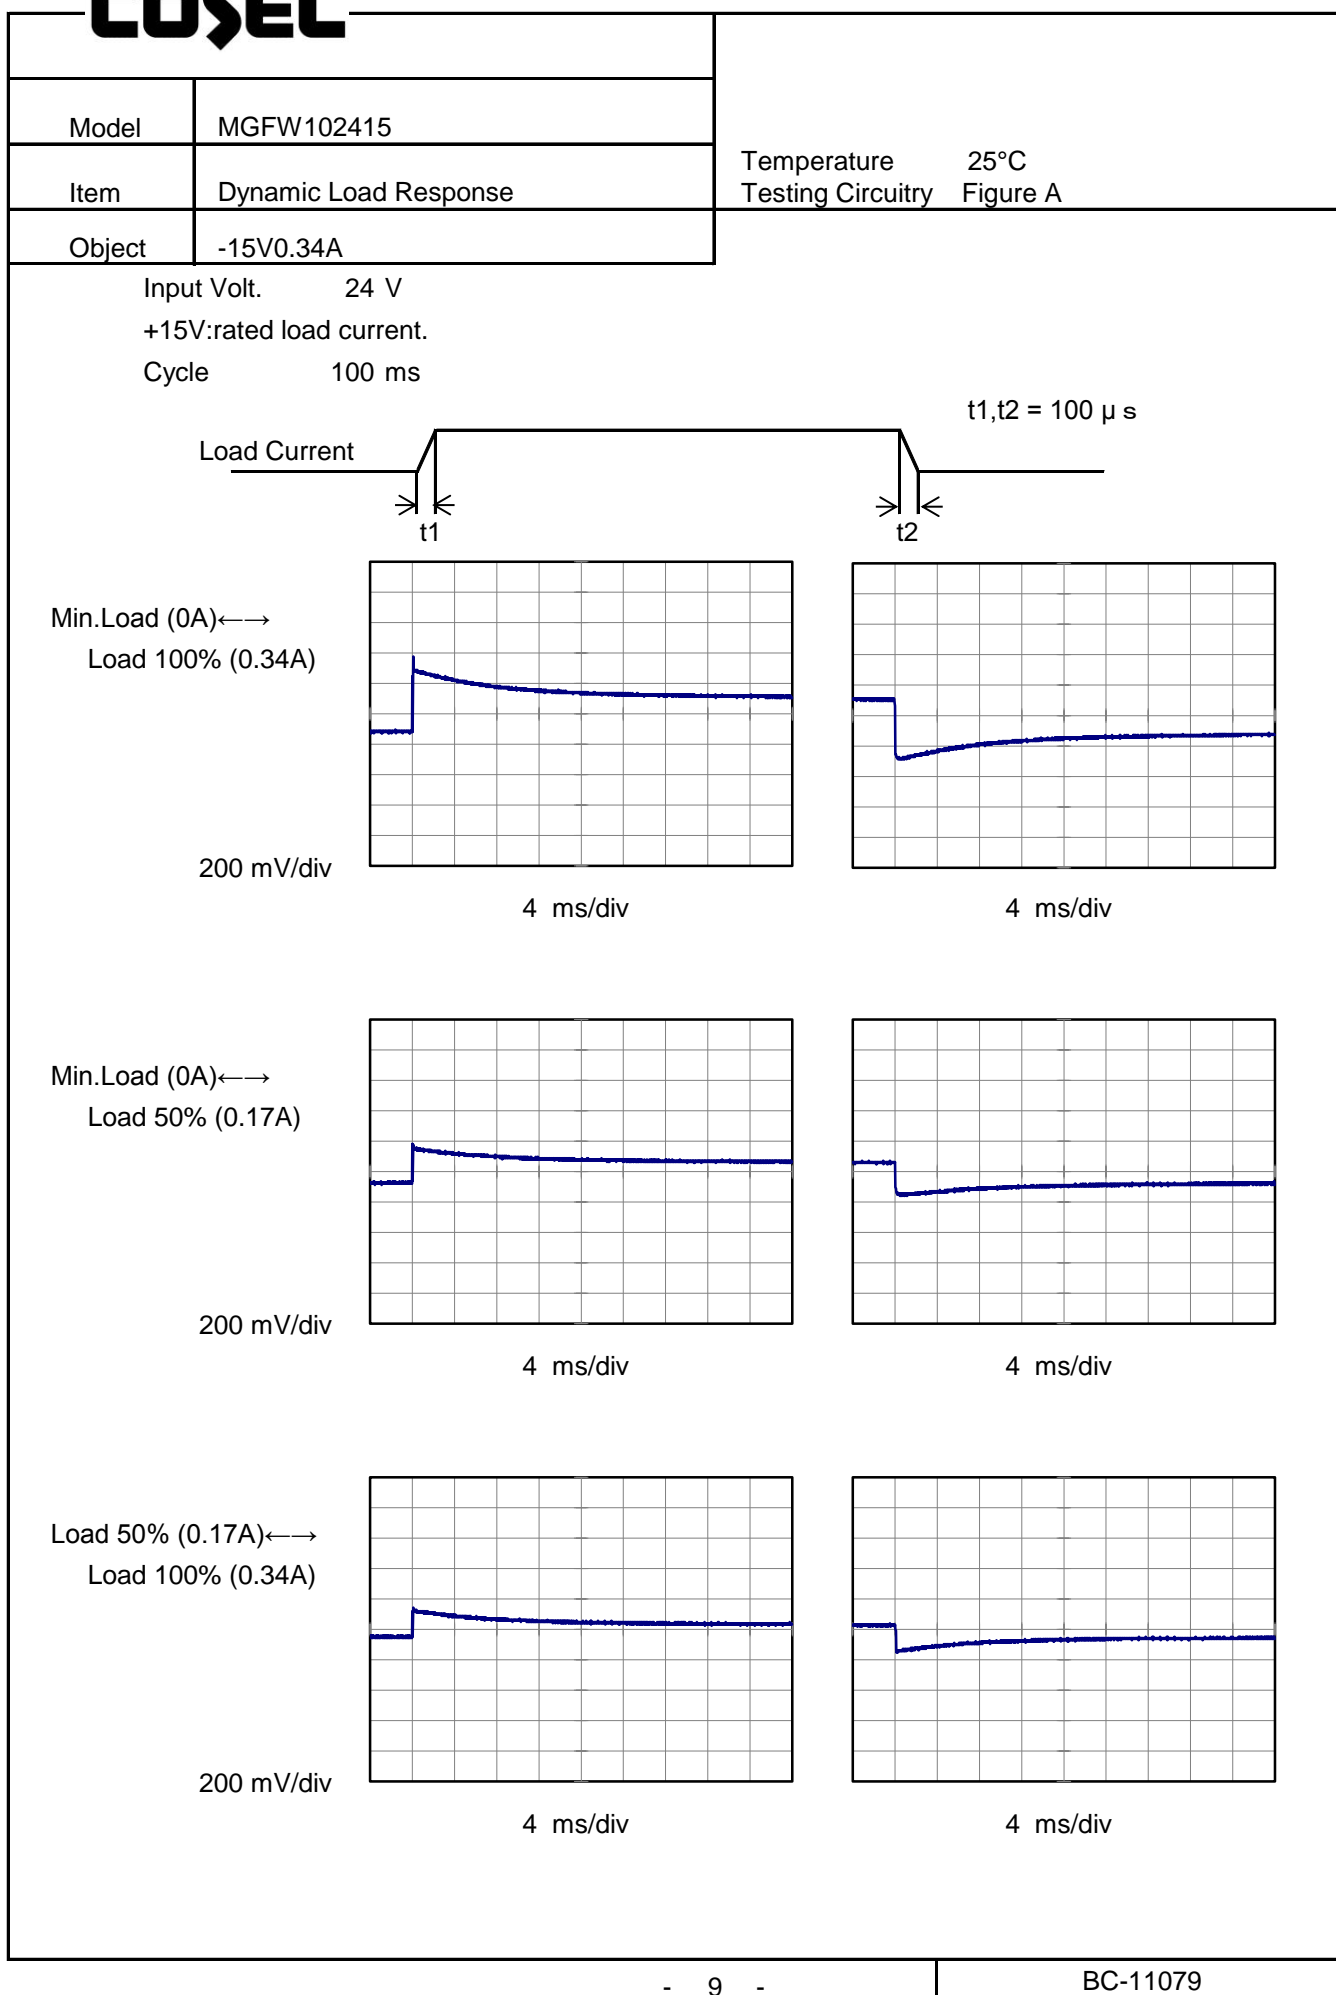 COSEL
Model MGFW102415
Item Dynamic Load Response
Object -15V0.34A
Temperature 25°C
Testing Circuitry Figure A
Input Volt. 24 V
+15V:rated load current.
Cycle 100 ms
t1,t2 = 100 μ s
Load Current
t1 t2
Min.Load (0A)←→
Load 100% (0.34A)
200 mV/div
4 ms/div 4 ms/div
Min.Load (0A)←→
Load 50% (0.17A)
200 mV/div
4 ms/div 4 ms/div
Load 50% (0.17A)←→
Load 100% (0.34A)
200 mV/div
4 ms/div 4 ms/div
- 9 - BC-11079